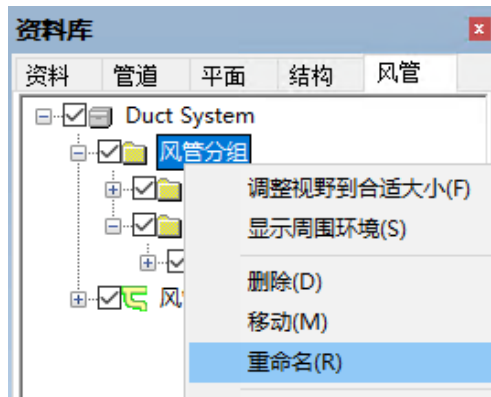 资料库
资料 管道 平面 结构 风管
Duct System
风管分组
调整视野到合适大小(F)
显示周围环境(S)
删除(D)
风
移动(M)
重命名(R)